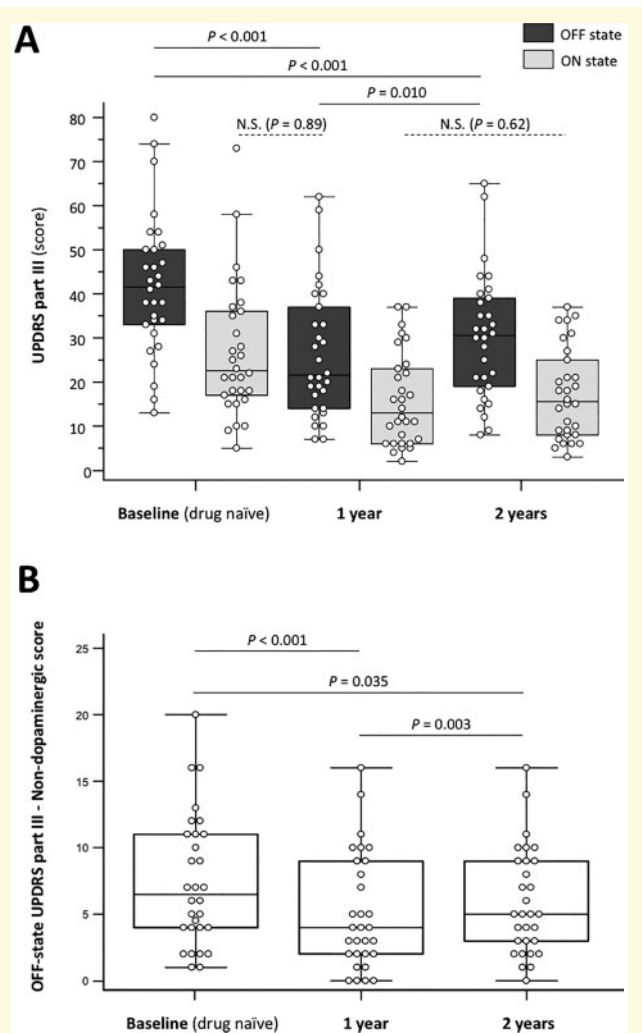 A
OFF state
ON state
P < 0.001
P < 0.001
P = 0.010
N.S. (P = 0.89)
N.S. (P = 0.62)
UPDRS part III (score)
80
70
60
50
40
30
20
10
0
Baseline (drug naïve)
1 year
2 years
B
P < 0.001
P = 0.035
P = 0.003
OFF-state UPDRS part III - Non-dopaminergic score
25
20
15
10
5
0
Baseline (drug naïve)
1 year
2 years